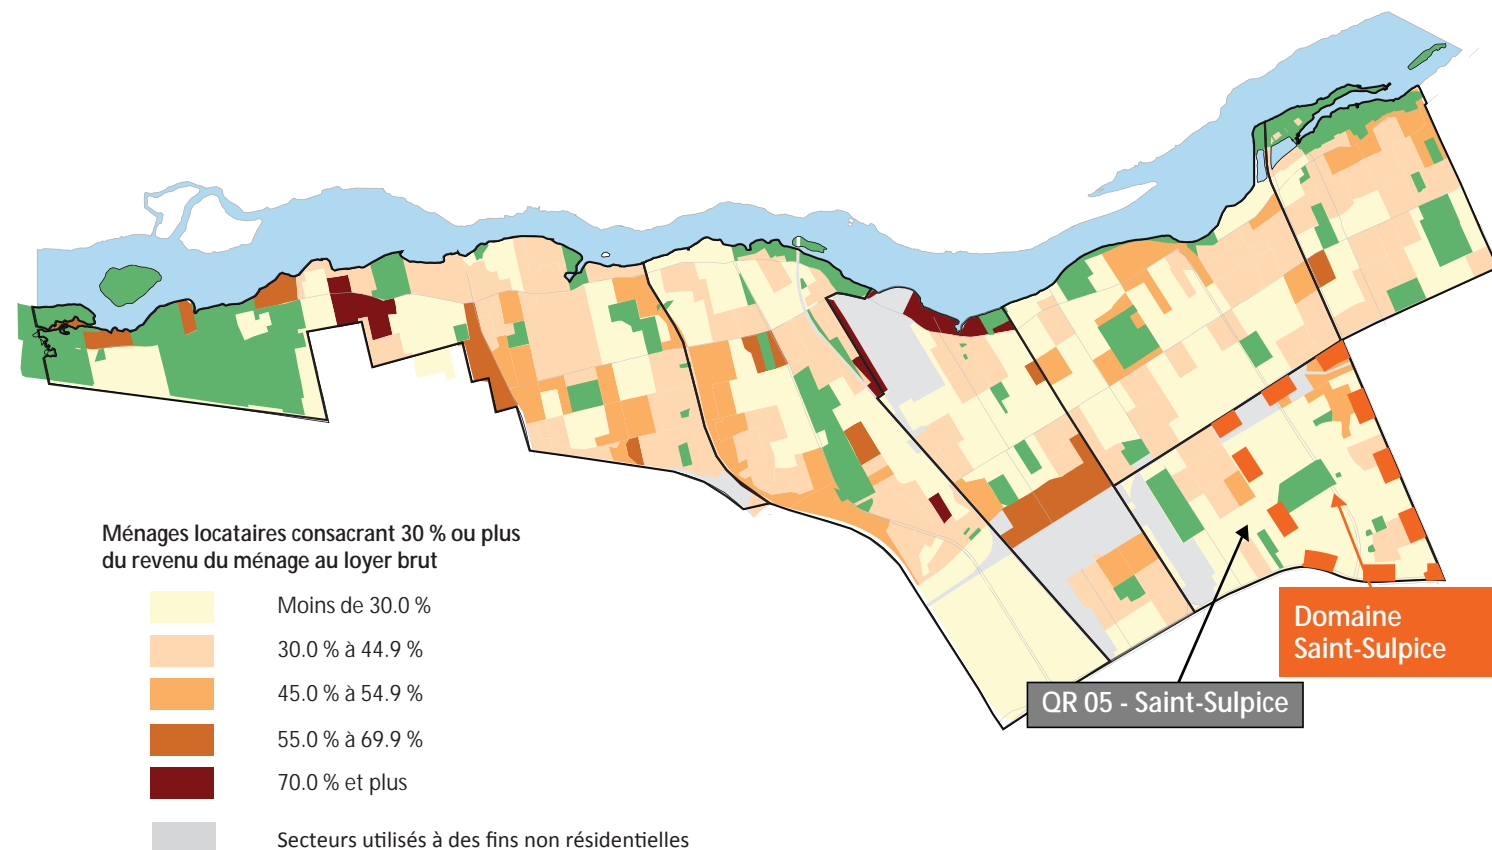 Ménages locataires consacrant 30 % ou plus
du revenu du ménage au loyer brut
Moins de 30.0 %
30.0 % à 44.9 %
45.0 % à 54.9 %
55.0 % à 69.9 %
70.0 % et plus
Secteurs utilisés à des fins non résidentielles
Domaine
Saint-Sulpice
QR 05 - Saint-Sulpice